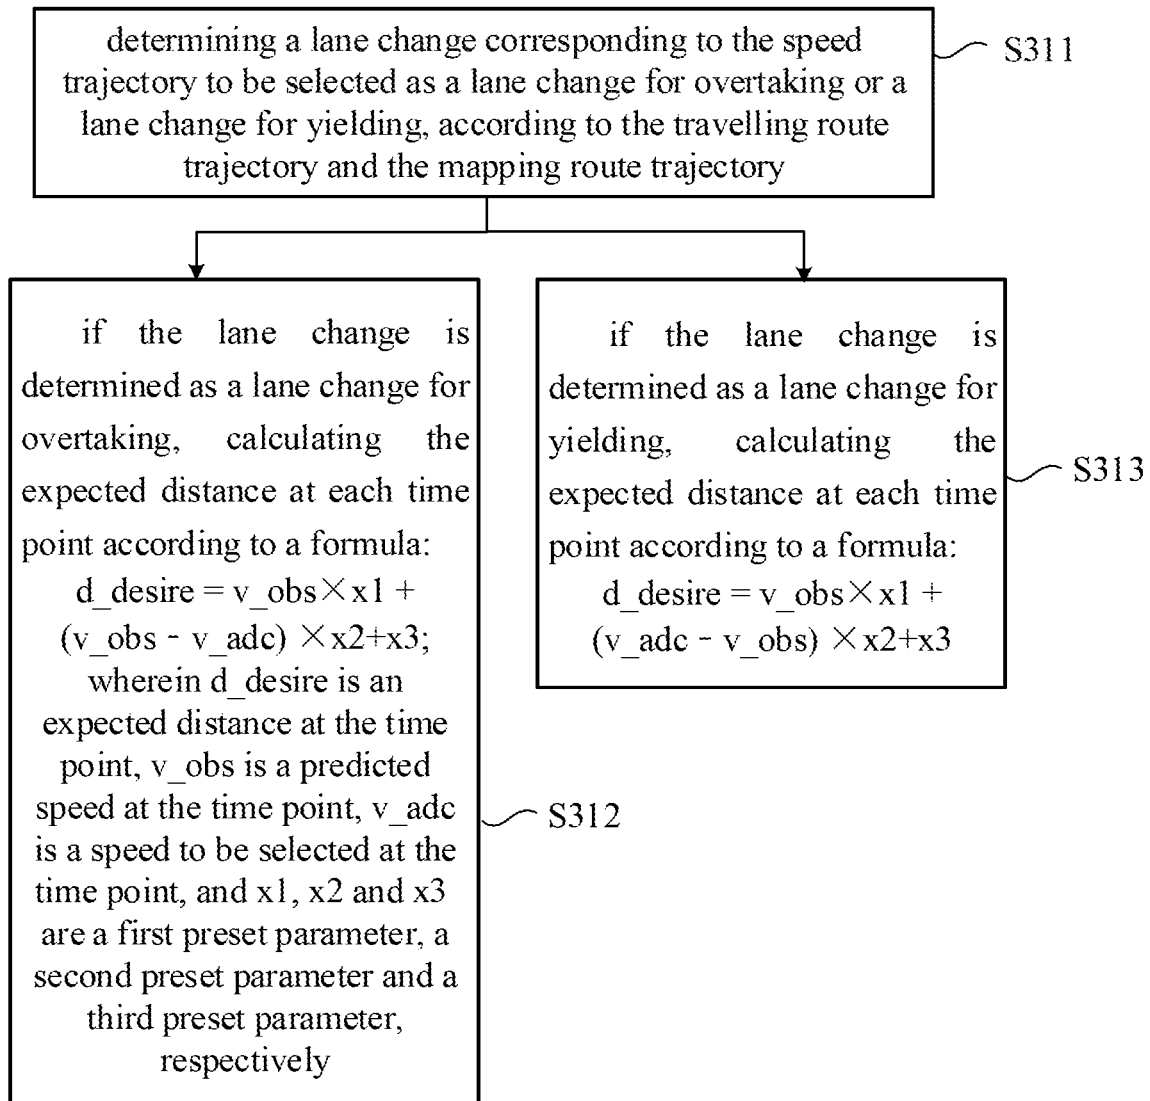 determining a lane change corresponding to the speed
trajectory to be selected as a lane change for overtaking or a
lane change for yielding, according to the travelling route
trajectory and the mapping route trajectory
S311
if the lane change is
determined as a lane change for
overtaking, calculating the
expected distance at each time
point according to a formula:
d_desire = v_obs×x1 +
(v_obs - v_adc) ×x2+x3;
wherein d_desire is an
expected distance at the time
point, v_obs is a predicted
speed at the time point, v_adc
is a speed to be selected at the
time point, and x1, x2 and x3
are a first preset parameter, a
second preset parameter and a
third preset parameter,
respectively
S312
if the lane change is
determined as a lane change for
yielding, calculating the
expected distance at each time
point according to a formula:
d_desire = v_obs×x1 +
(v_adc - v_obs) ×x2+x3
S313